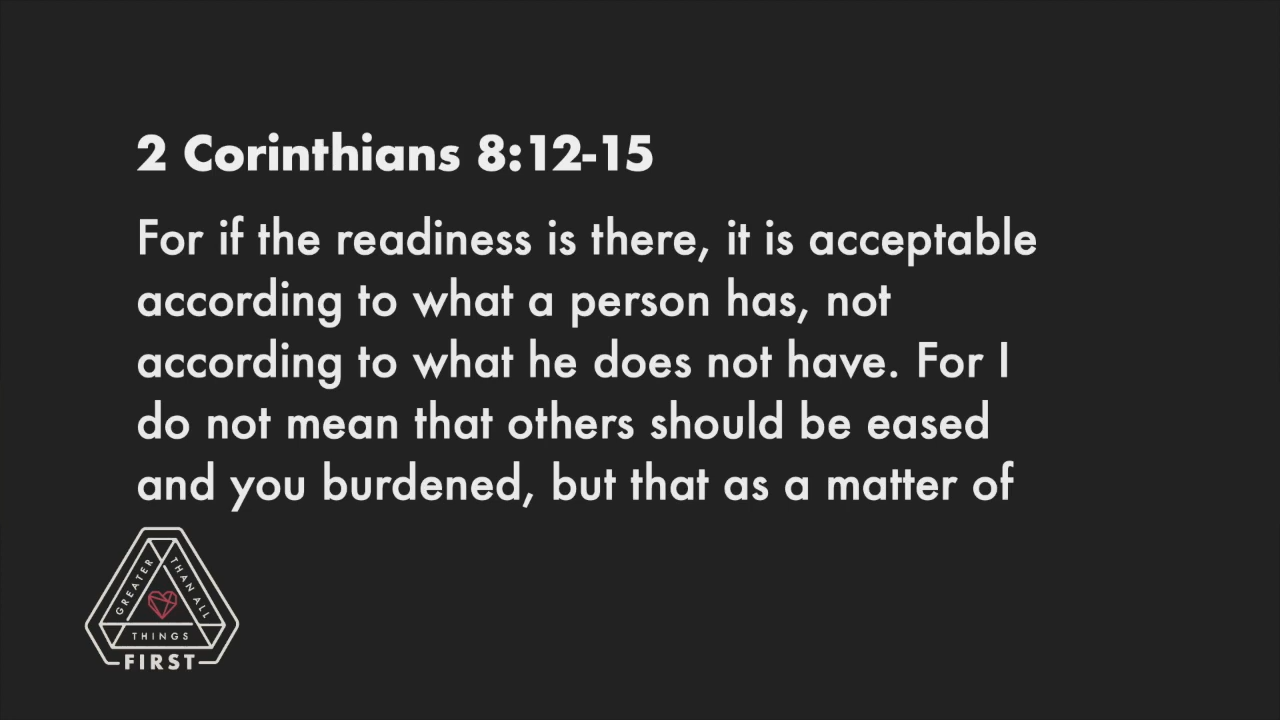 2 Corinthians 8:12-15
For if the readiness is there, it is acceptable
according to what a person has, not
according to what he does not have. For I
do not mean that others should be eased
and you burdened, but that as a matter of
GREATER
THAN ALL
THINGS
FIRST